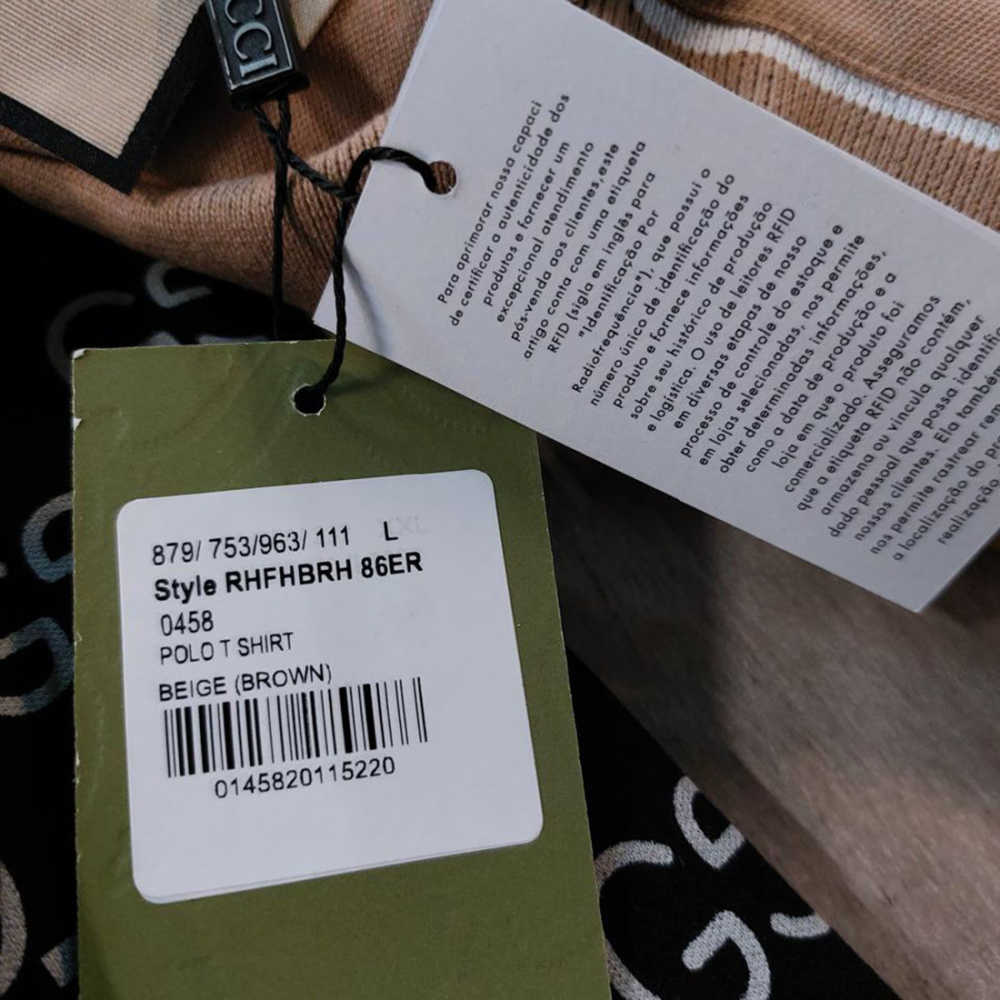 CCI
Para aprimorar nossa capaci
de certificar a autenticidade dos
produtos e fornecer um
excepcional atendimento
pós-venda aos clientes, este
artigo conta com uma etiqueta
RFID (sigla em inglês para
"Identificação Por
Radiofrequência"), que possui o
número único de identificação do
produto e fornece informações
sobre seu histórico de produção
e logística. O uso de leitores RFID
em diversas etapas de nosso
processo de controle do estoque e
em lojas selecionadas, nos permite
obter determinadas informações,
como a data de produção e a
loja em que o produto foi
comercializado. Asseguramos
que a etiqueta RFID não contém,
armazena ou vincula qualquer
dado pessoal que possa identifi
nossos clientes. Ela também
nos permite rastrear
a localização do
realização do pr
879/ 753/963/ 111 L
Style RHFHBRH 86ER
0458
POLO T SHIRT
BEIGE (BROWN)
0145820115220